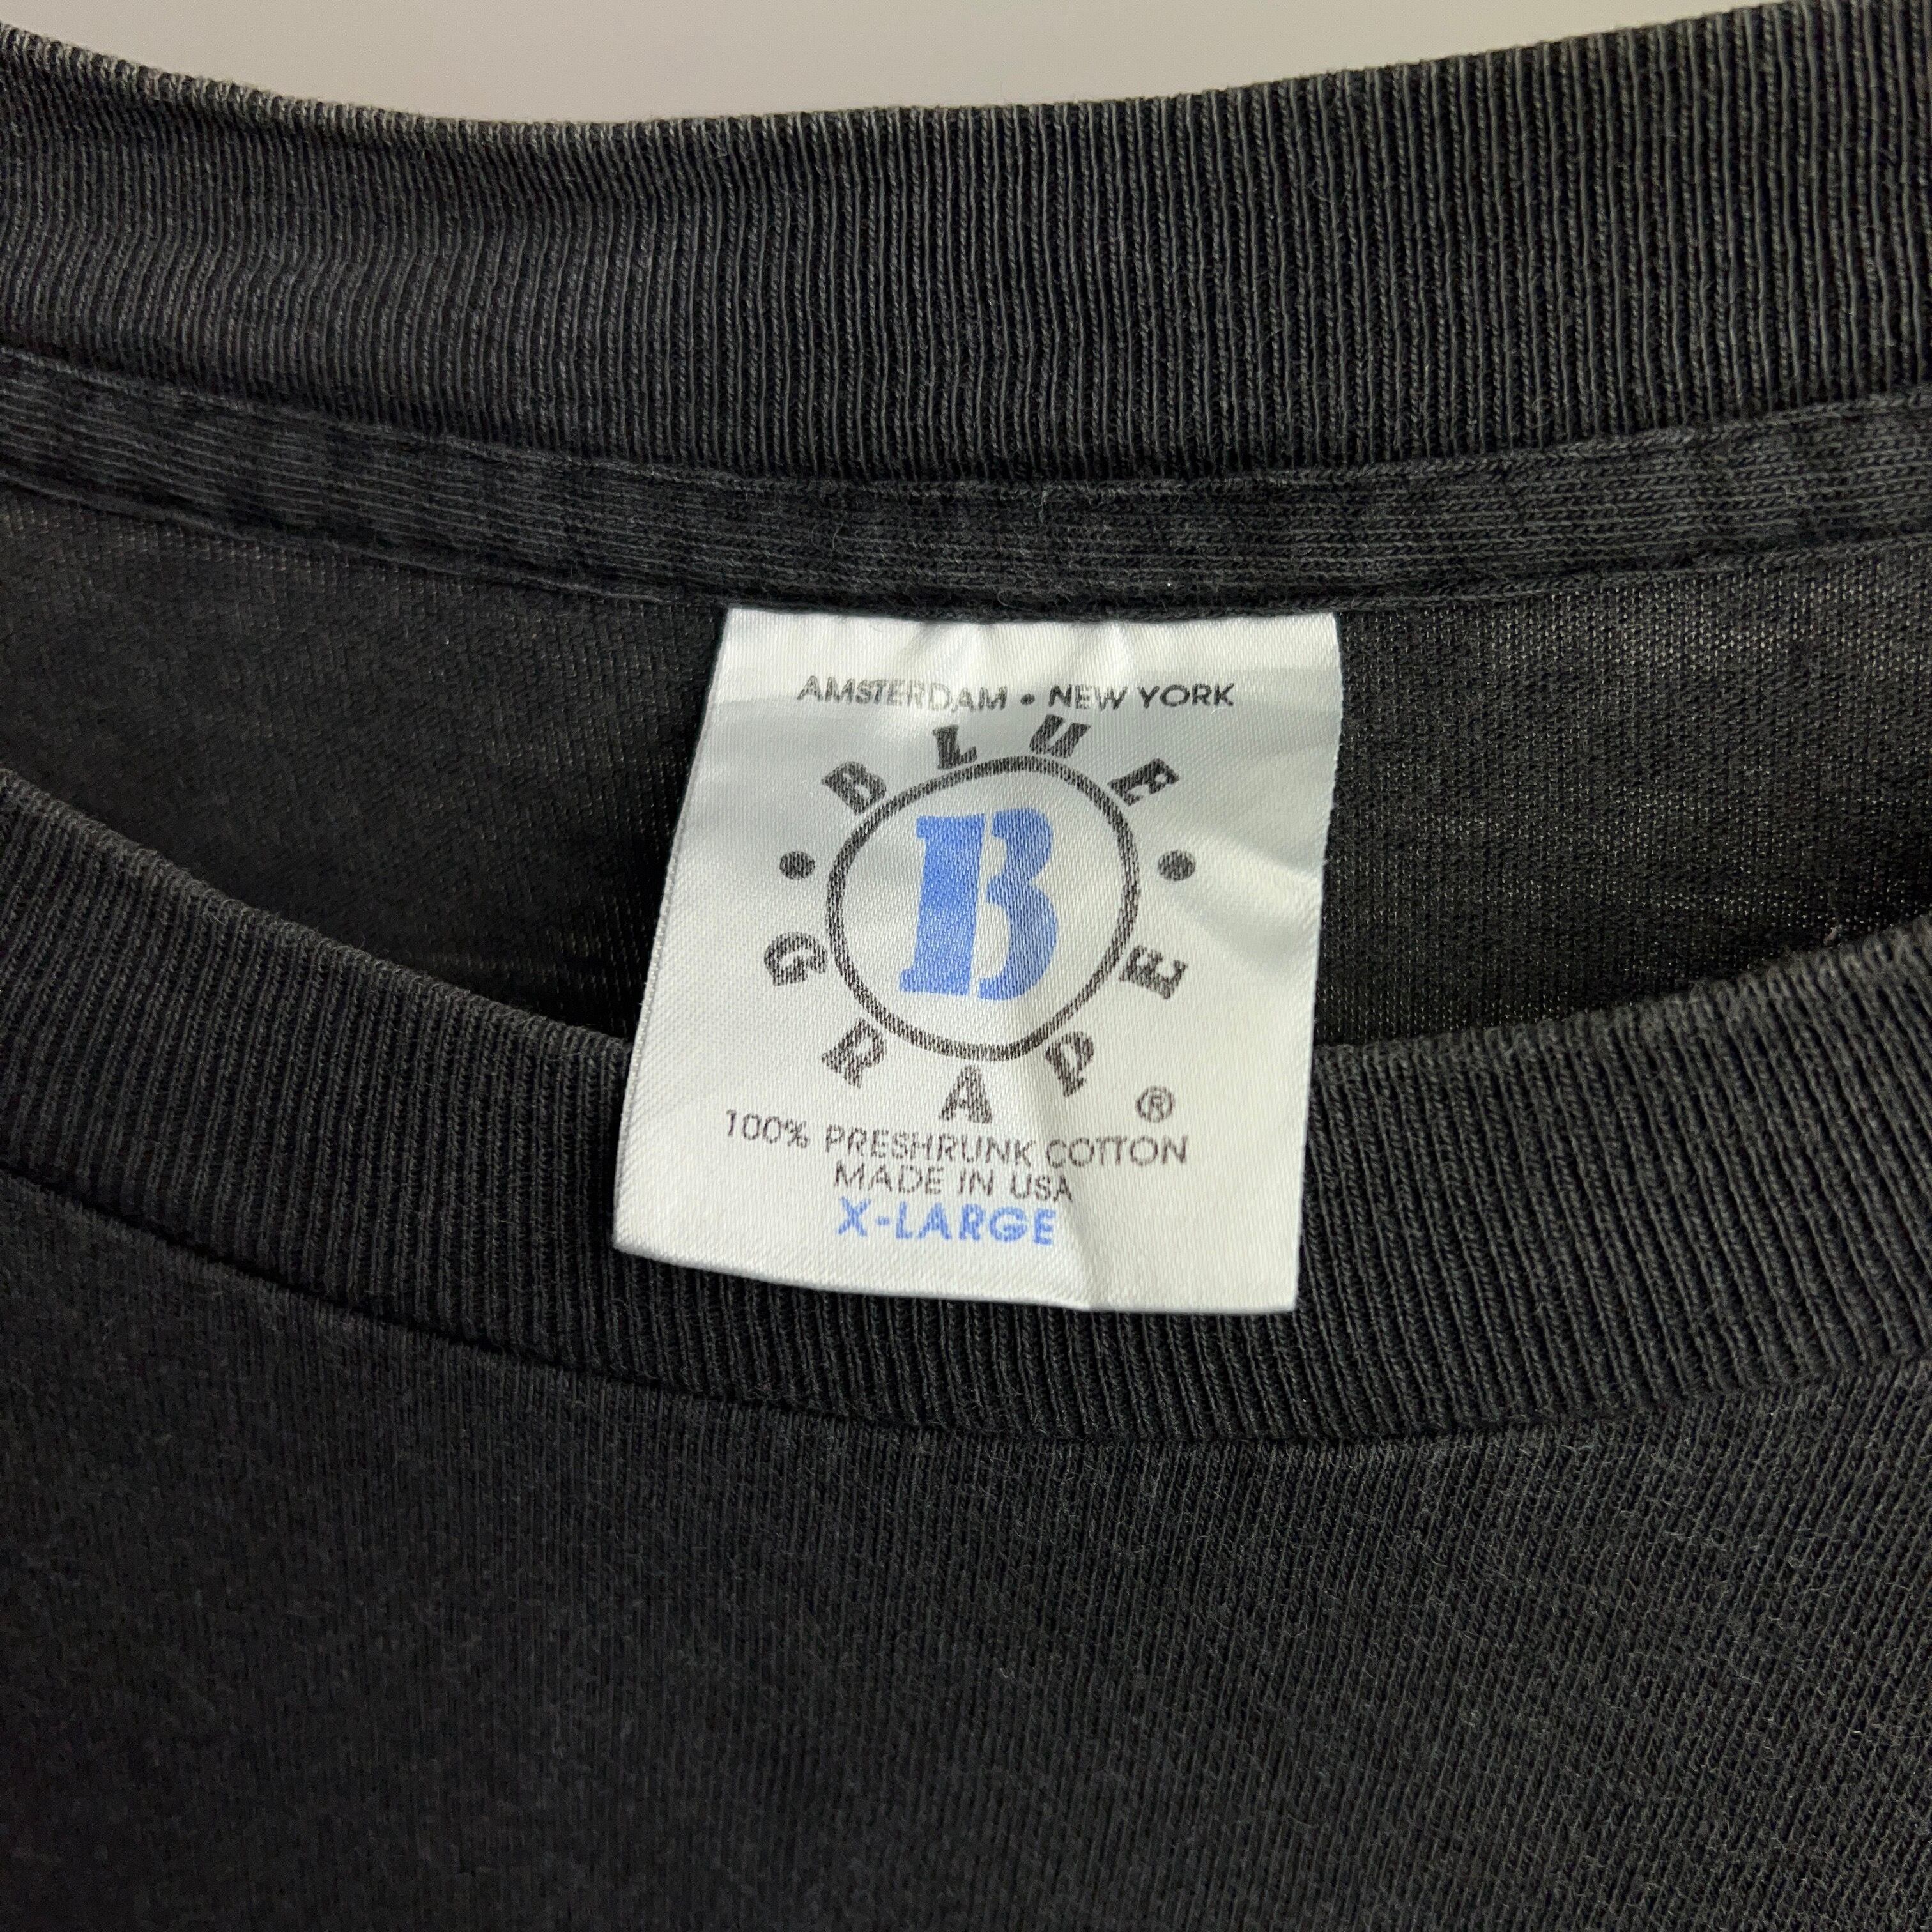 AMSTERDAM • NEW YORK
• BLUE •
B
GRAPE ®
100% PRESHRUNK COTTON
MADE IN USA
X-LARGE